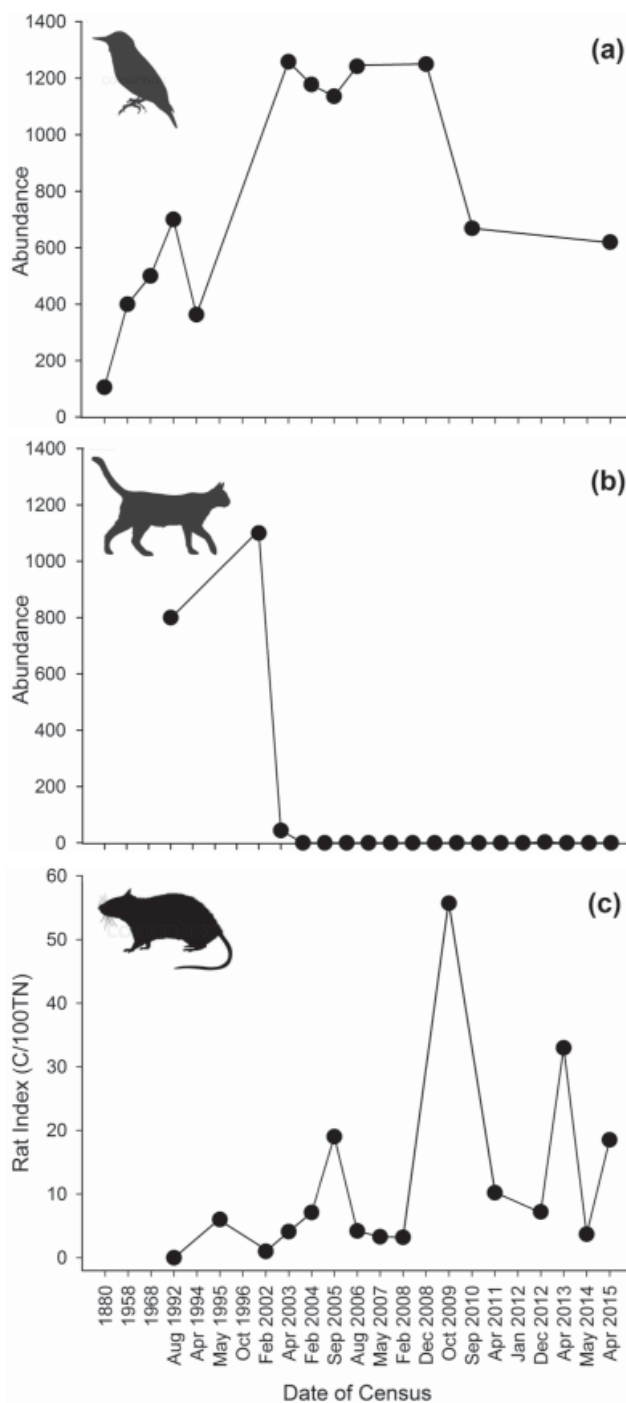 (a)
1400
1200
1000
800
600
400
200
0
Abundance
(b)
1400
1200
1000
800
600
400
200
0
Abundance
(c)
60
50
40
30
20
10
0
Rat Index (C/100TN)
1880
1958
1968
Aug 1992
Apr 1994
May 1995
Oct 1996
Feb 2002
Apr 2003
Feb 2004
Sep 2005
Aug 2006
May 2007
Feb 2008
Dec 2008
Oct 2009
Sep 2010
Apr 2011
Jan 2012
Dec 2012
Apr 2013
May 2014
Apr 2015
Date of Census